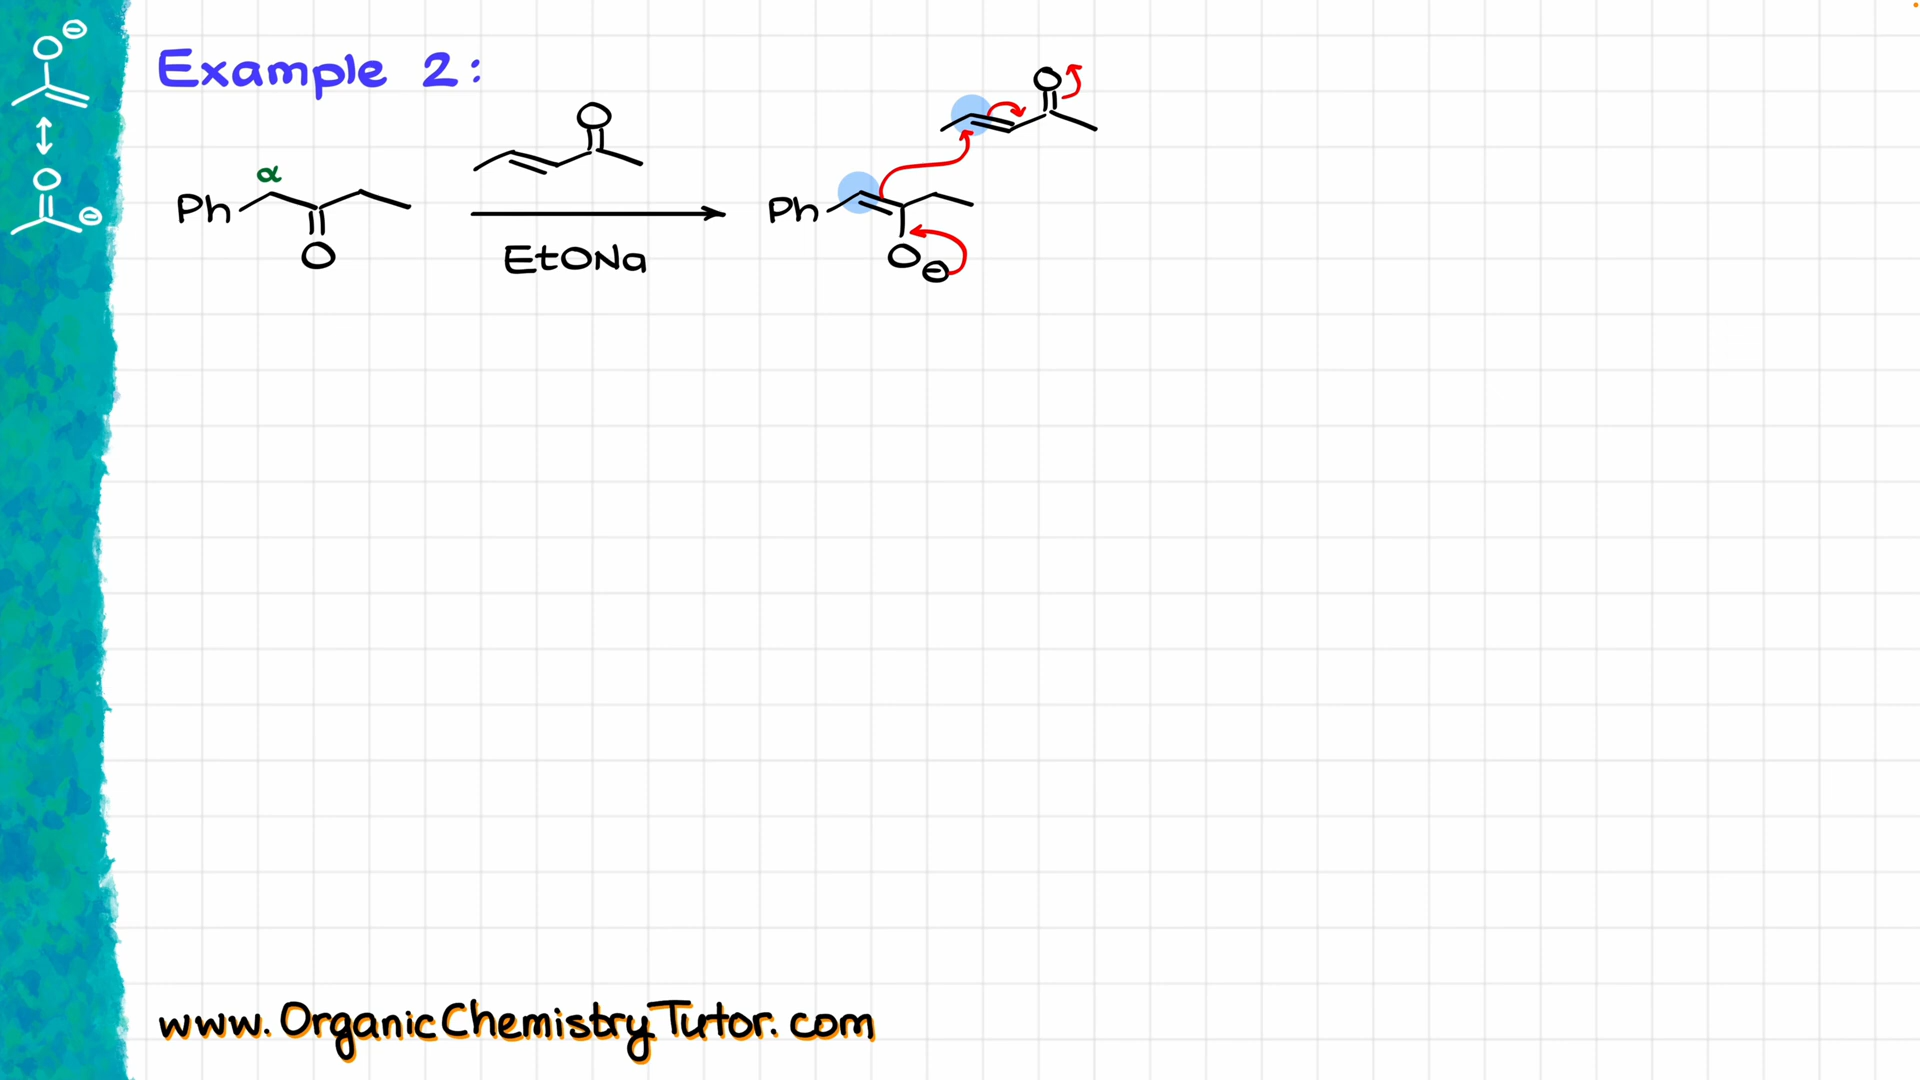 Example 2:
O
⊖
O
⊖
O
α
Ph
O
EtONa
O
Ph
O
⊖
www.OrganicChemistryTutor.com